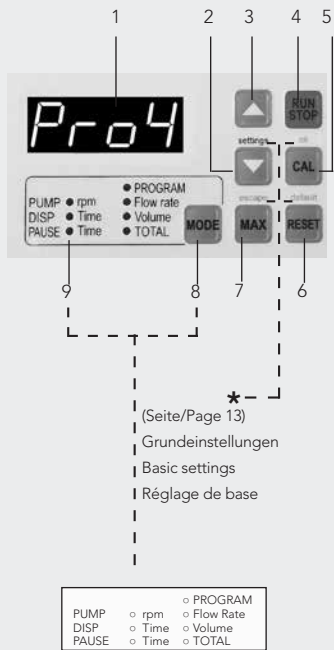 1 2 3 4 5
Pro4
RUN STOP
settings ok
CAL
● PROGRAM
PUMP ● rpm ● Flow rate
DISP ● Time ● Volume
PAUSE ● Time ● TOTAL
MODE
escape default
MAX
RESET
9 8 7 6
*
(Seite/Page 13)
Grundeinstellungen
Basic settings
Réglage de base
○ PROGRAM
PUMP ○ rpm ○ Flow Rate
DISP ○ Time ○ Volume
PAUSE ○ Time ○ TOTAL